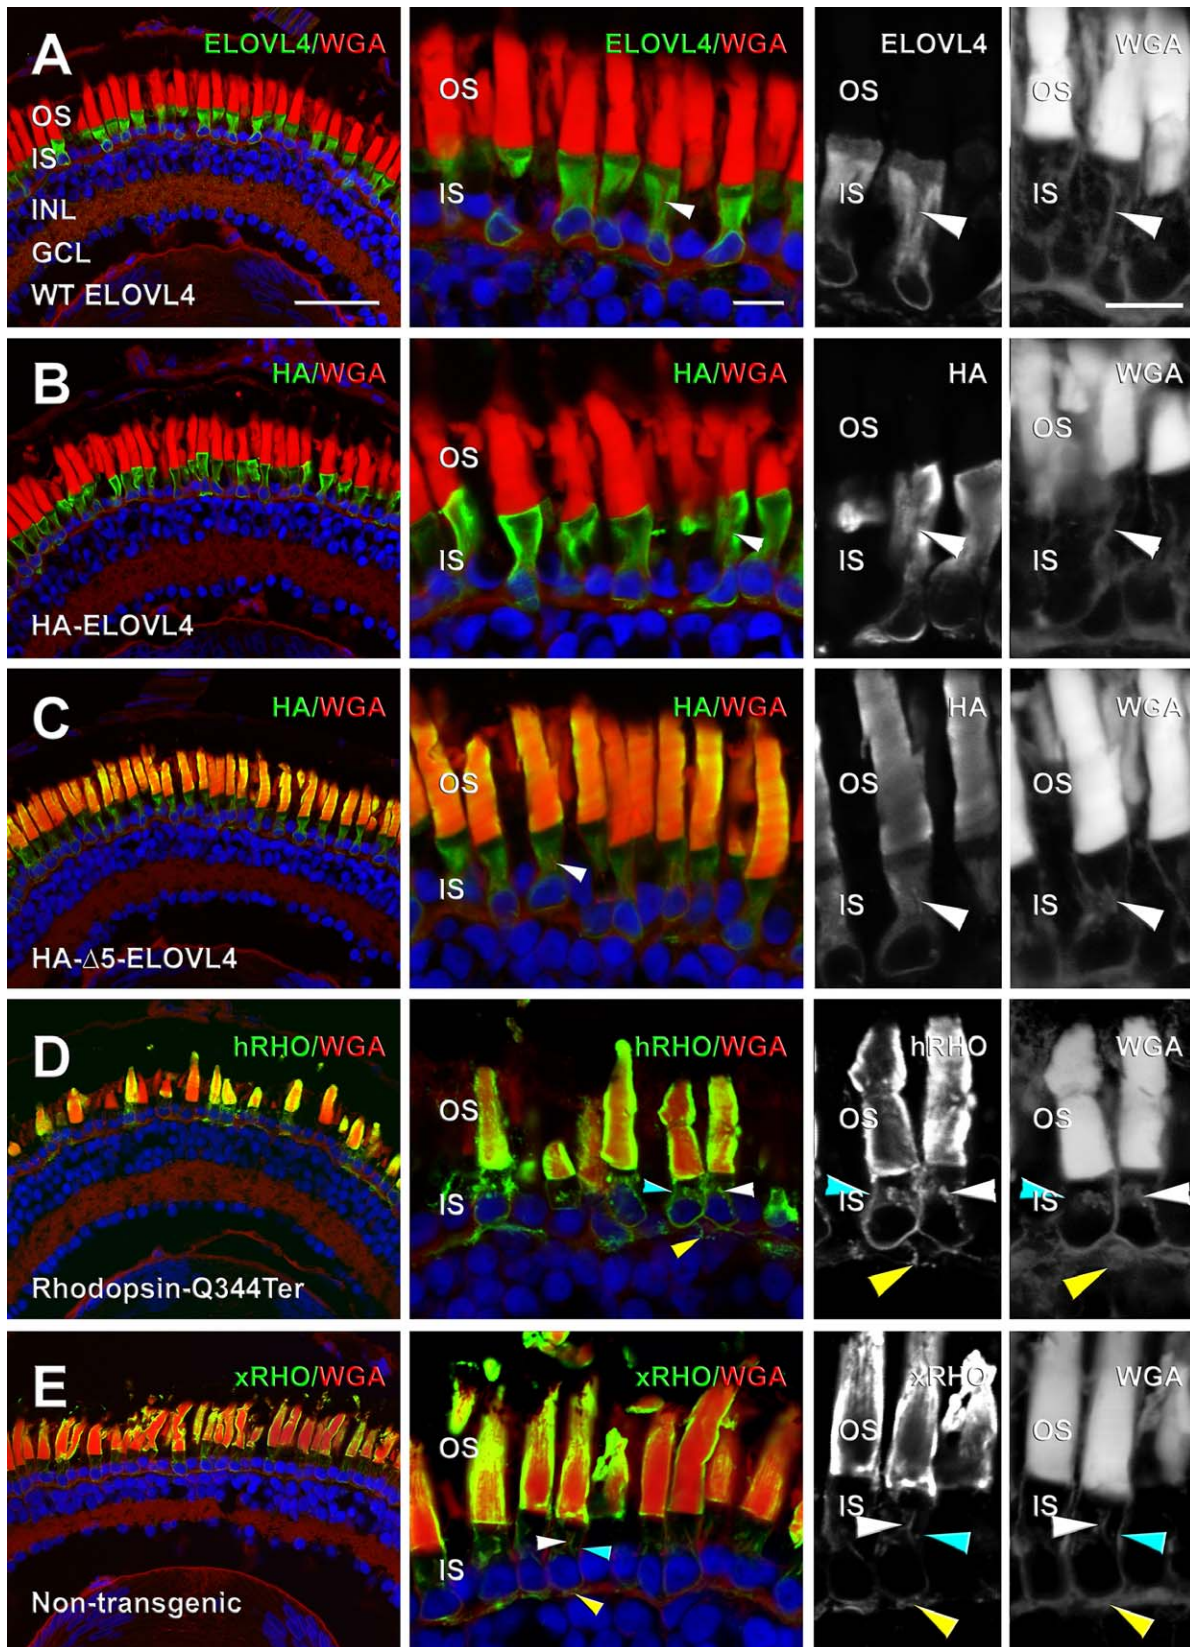 A
ELOVL4/WGA
OS
IS
INL
GCL
WT ELOVL4
ELOVL4/WGA
OS
IS
ELOVL4
OS
IS
WGA
OS
IS
B
HA/WGA
HA-ELOVL4
HA/WGA
OS
IS
HA
OS
IS
WGA
OS
IS
C
HA/WGA
HA-Δ5-ELOVL4
HA/WGA
OS
IS
HA
OS
IS
WGA
OS
IS
D
hRHO/WGA
Rhodopsin-Q344Ter
hRHO/WGA
OS
IS
hRHO
OS
IS
WGA
OS
IS
E
xRHO/WGA
Non-transgenic
xRHO/WGA
OS
IS
xRHO
OS
IS
WGA
OS
IS